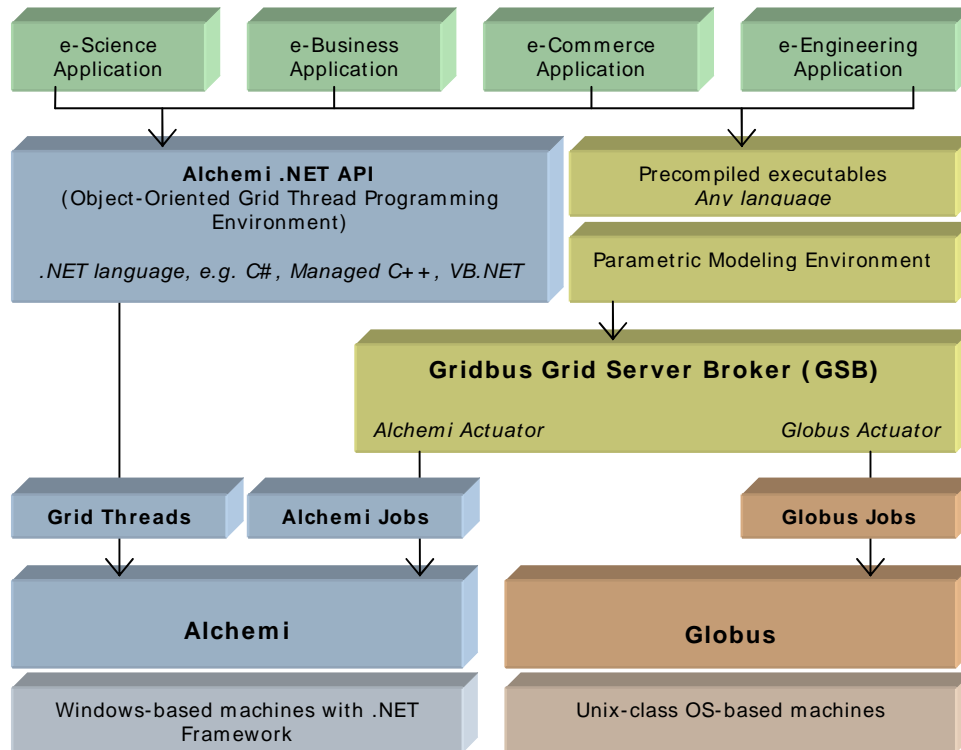 e-Science
Application
e-Business
Application
e-Commerce
Application
e-Engineering
Application
Alchemi .NET API
(Object-Oriented Grid Thread Programming
Environment)
.NET language, e.g. C#, Managed C++, VB.NET
Precompiled executables
Any language
Parametric Modeling Environment
Gridbus Grid Server Broker (GSB)
Alchemi Actuator
Globus Actuator
Grid Threads
Alchemi Jobs
Globus Jobs
Alchemi
Globus
Windows-based machines with .NET
Framework
Unix-class OS-based machines